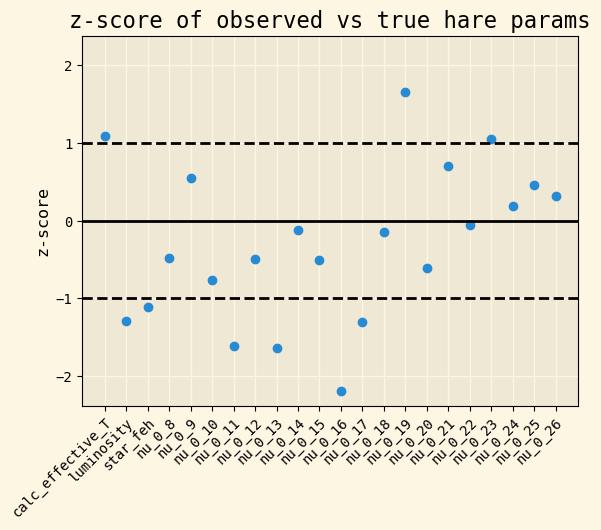 z-score of observed vs true hare params
z-score
2
1
0
−1
−2
calc_effective_T
luminosity
star_feh
nu_0_8
nu_0_9
nu_0_10
nu_0_11
nu_0_12
nu_0_13
nu_0_14
nu_0_15
nu_0_16
nu_0_17
nu_0_18
nu_0_19
nu_0_20
nu_0_21
nu_0_22
nu_0_23
nu_0_24
nu_0_25
nu_0_26